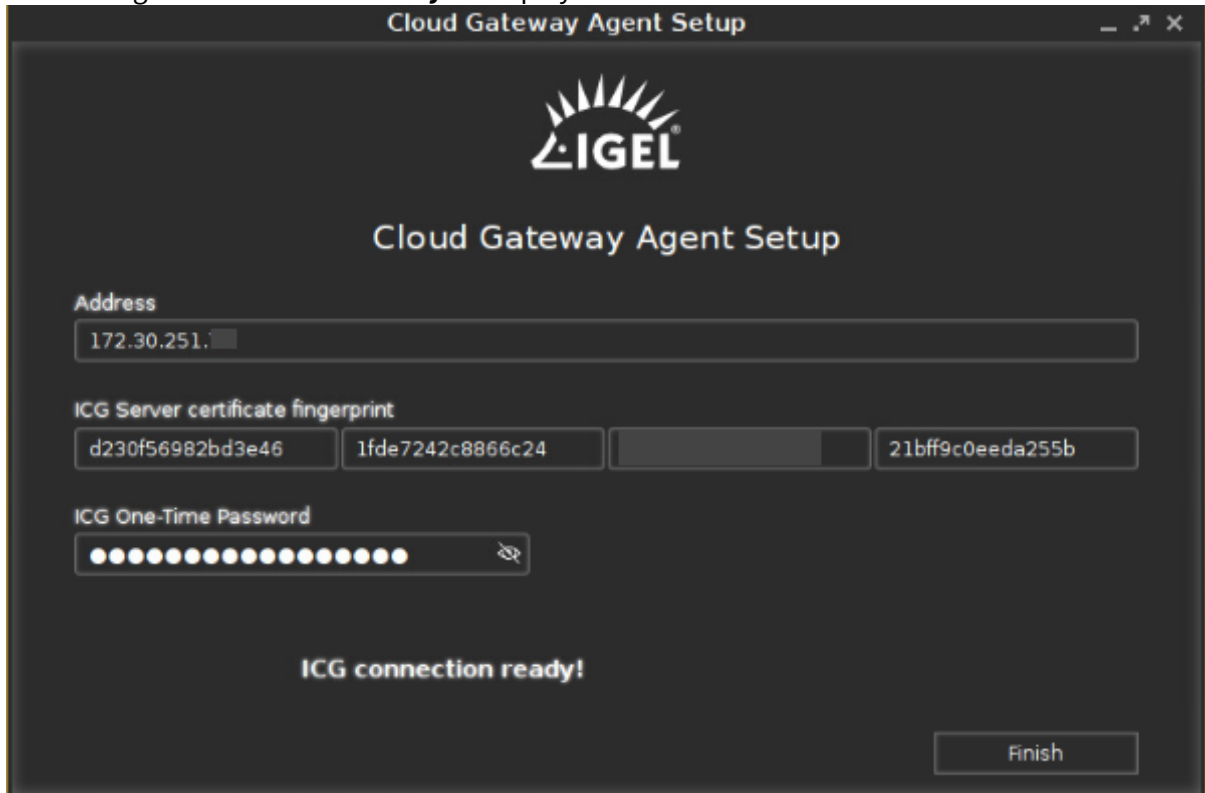 Cloud Gateway Agent Setup
IGEL®
Cloud Gateway Agent Setup
Address
172.30.251.
ICG Server certificate fingerprint
d230f56982bd3e46 1fde7242c8866c24 21bff9c0eeda255b
ICG One-Time Password
●●●●●●●●●●●●●●●●●
ICG connection ready!
Finish